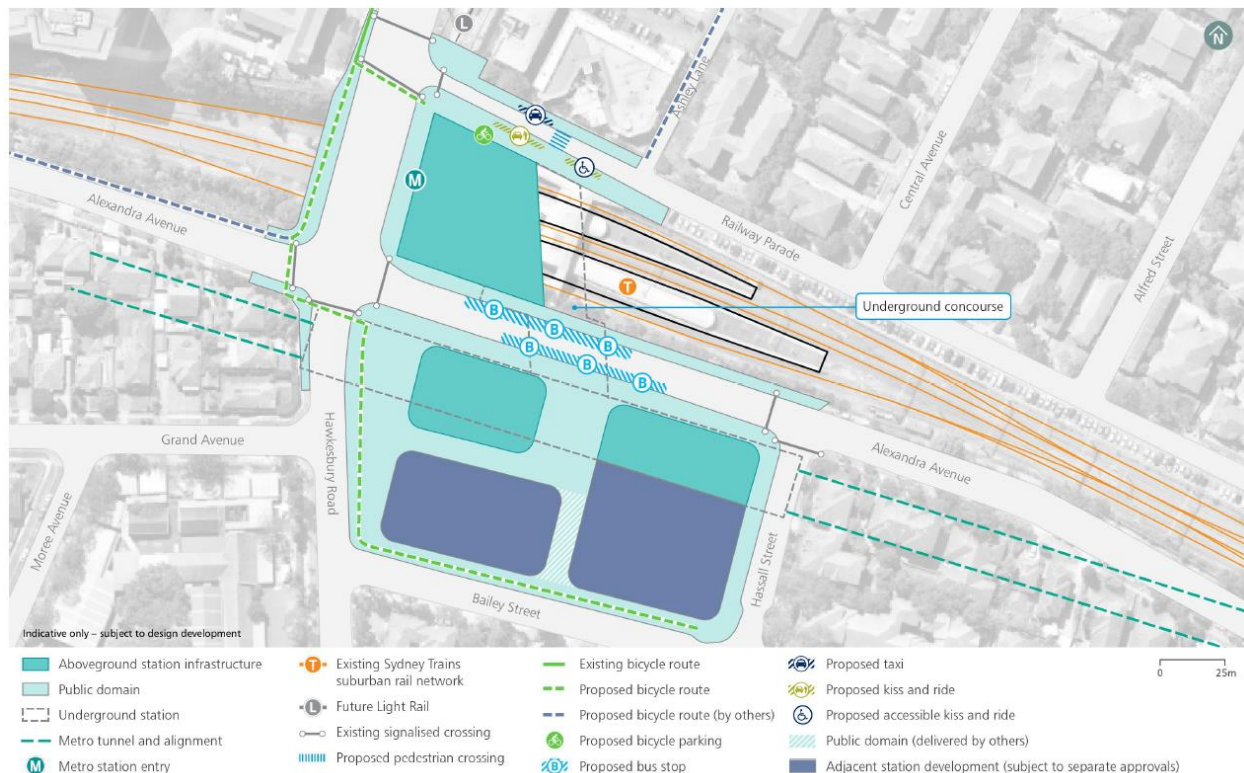 L
N
Ashley Lane
Central Avenue
M
Alexandra Avenue
Railway Parade
Alfred Street
T
Underground concourse
B
B
B
B
B
B
Grand Avenue
Hawkesbury Road
Alexandra Avenue
Moree Avenue
Hassall Street
Bailey Street
Indicative only – subject to design development
Aboveground station infrastructure
Public domain
Underground station
Metro tunnel and alignment
M Metro station entry
T Existing Sydney Trains
suburban rail network
L Future Light Rail
Existing signalised crossing
Proposed pedestrian crossing
Existing bicycle route
Proposed bicycle route
Proposed bicycle route (by others)
Proposed bicycle parking
B Proposed bus stop
Proposed taxi
Proposed kiss and ride
Proposed accessible kiss and ride
Public domain (delivered by others)
Adjacent station development (subject to separate approvals)
0 25m